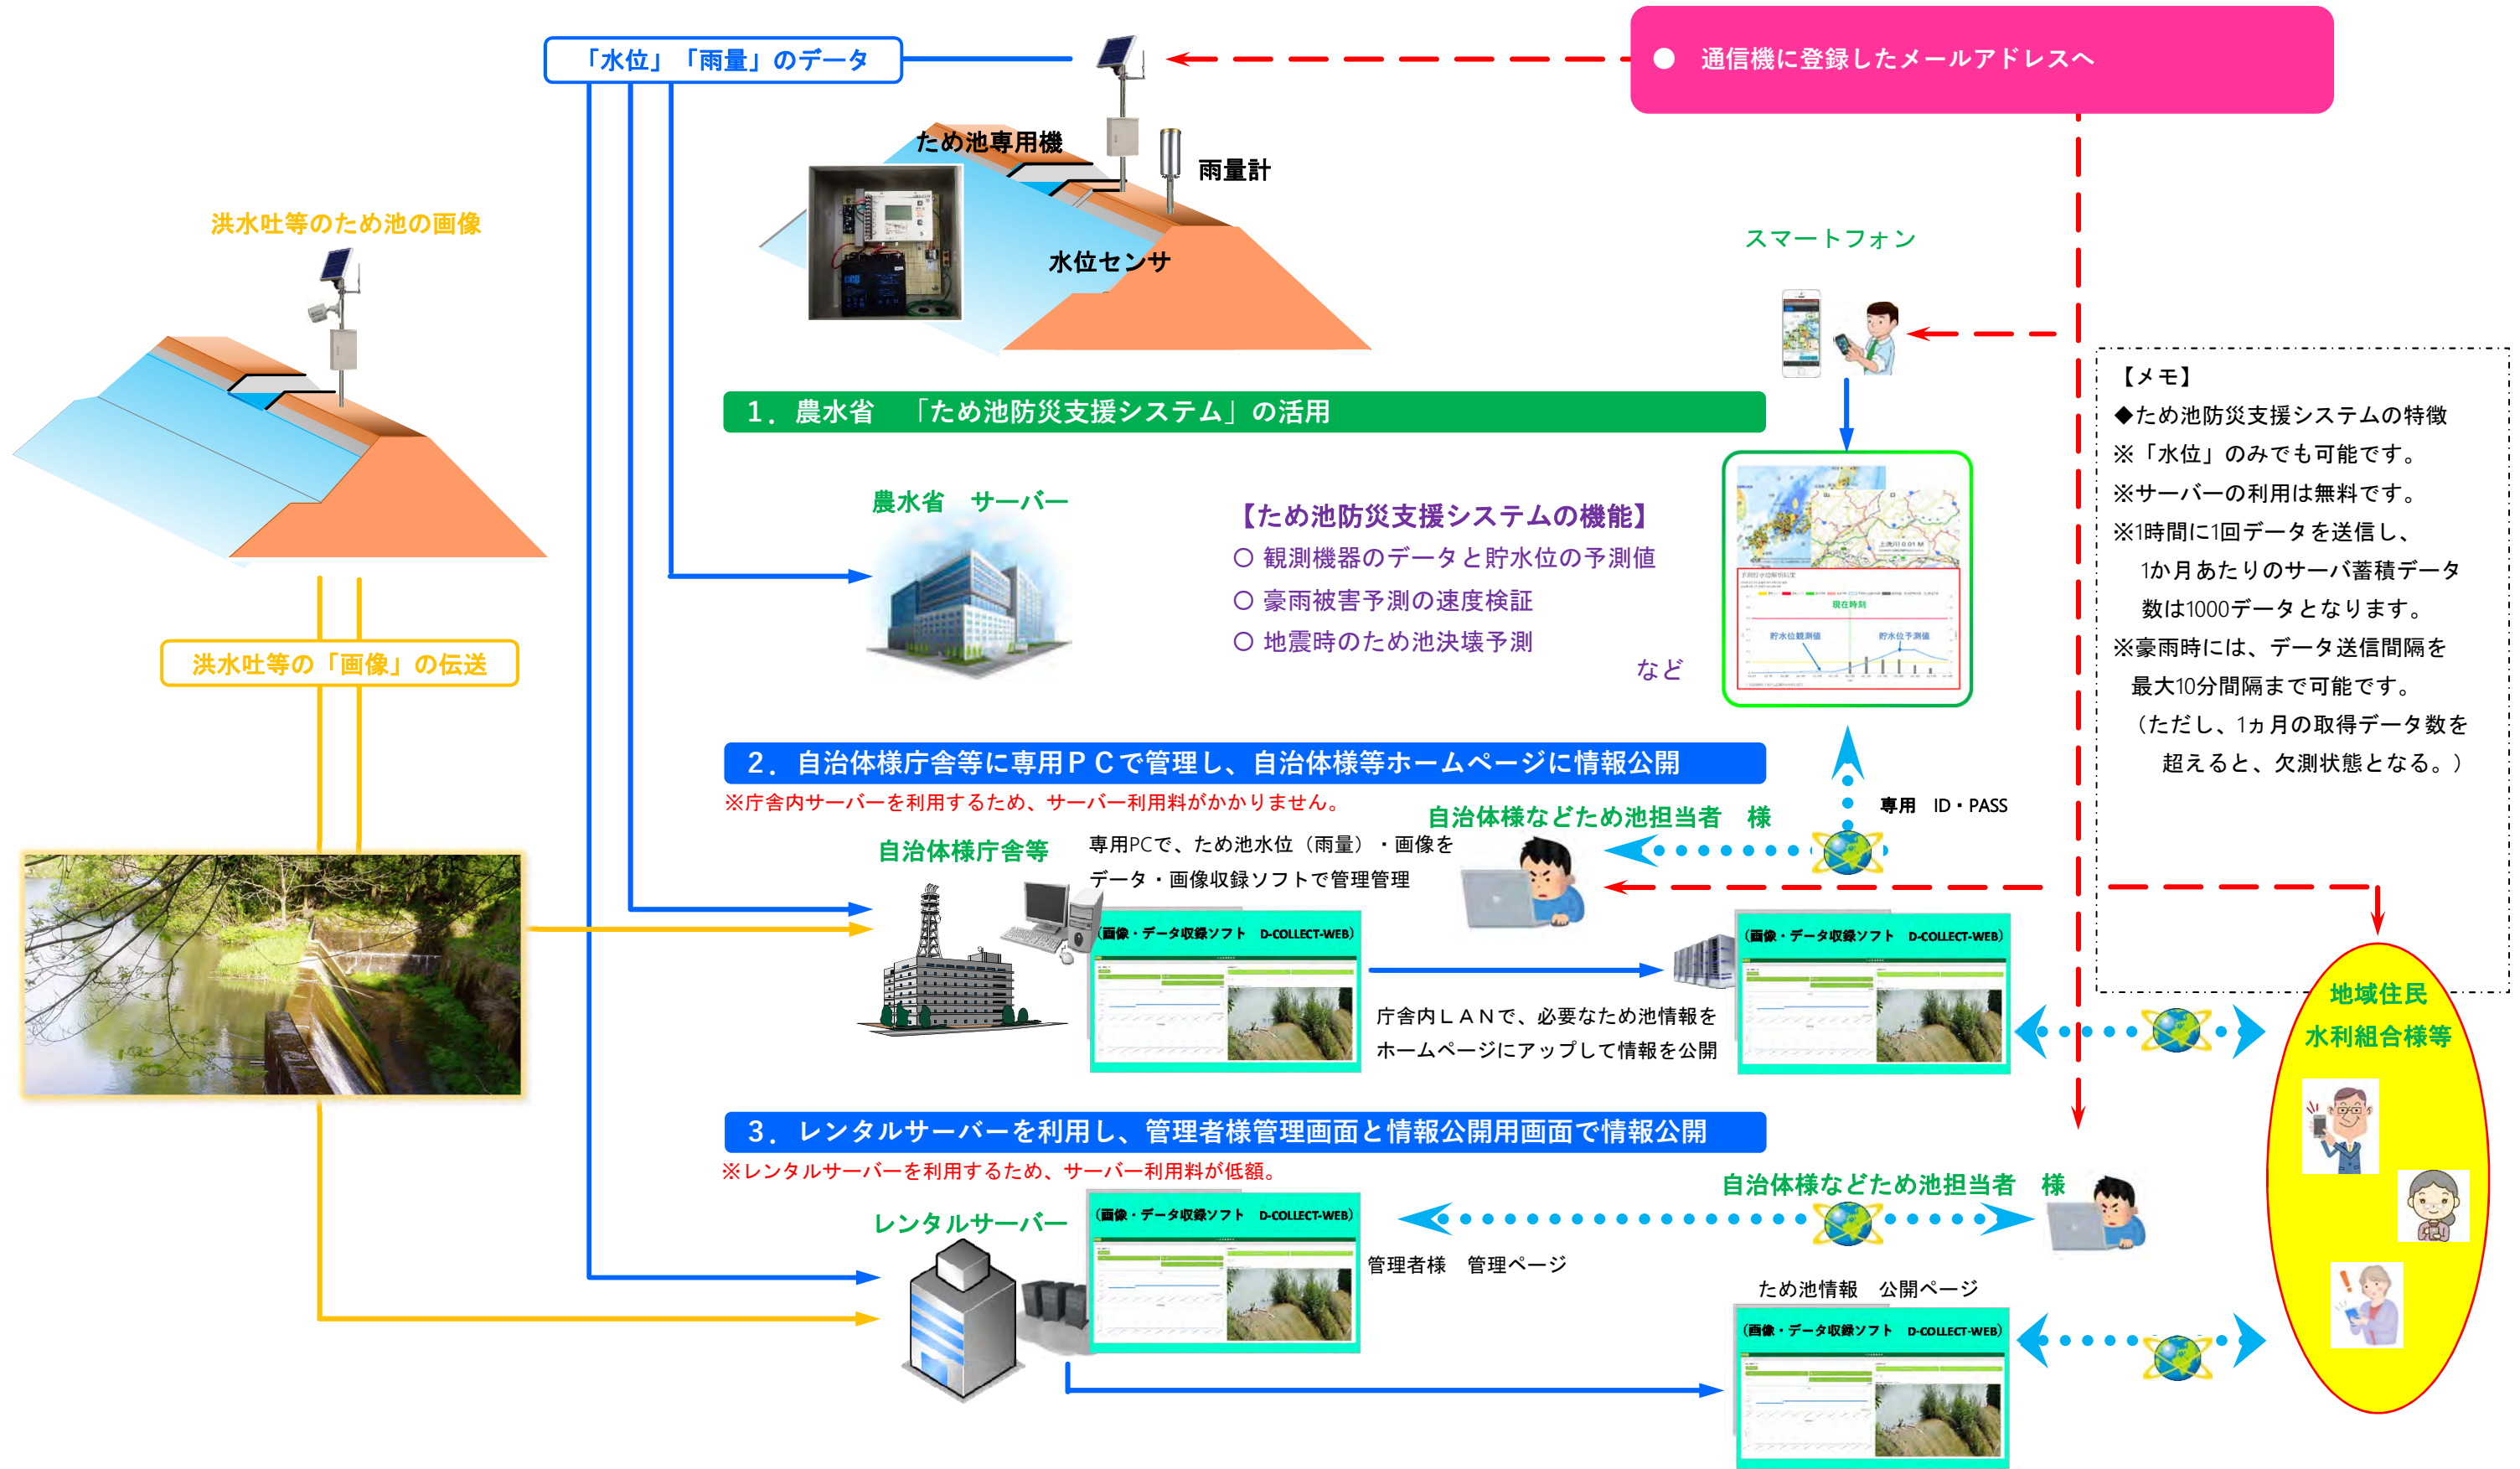 「水位」「雨量」のデータ
● 通信機に登録したメールアドレスへ
ため池専用機
雨量計
水位センサ
洪水吐等のため池の画像
スマートフォン
1．農水省 「ため池防災支援システム」の活用
農水省 サーバー
【ため池防災支援システムの機能】
○ 観測機器のデータと貯水位の予測値
○ 豪雨被害予測の速度検証
○ 地震時のため池決壊予測
など
上流川 0.01 M
現在時刻
貯水位観測値
貯水位予測値
【メモ】
◆ため池防災支援システムの特徴
※「水位」のみでも可能です。
※サーバーの利用は無料です。
※1時間に1回データを送信し、
1か月あたりのサーバ蓄積データ
数は1000データとなります。
※豪雨時には、データ送信間隔を
最大10分間隔まで可能です。
（ただし、1ヵ月の取得データ数を
超えると、欠測状態となる。）
洪水吐等の「画像」の伝送
2．自治体様庁舎等に専用ＰＣで管理し、自治体様等ホームページに情報公開
※庁舎内サーバーを利用するため、サーバー利用料がかかりません。
自治体様などため池担当者 様
専用 ID・PASS
自治体様庁舎等
専用PCで、ため池水位（雨量）・画像を
データ・画像収録ソフトで管理管理
（画像・データ収録ソフト D-COLLECT-WEB）
（画像・データ収録ソフト D-COLLECT-WEB）
庁舎内ＬＡＮで、必要なため池情報を
ホームページにアップして情報を公開
地域住民
水利組合様等
3．レンタルサーバーを利用し、管理者様管理画面と情報公開用画面で情報公開
※レンタルサーバーを利用するため、サーバー利用料が低額。
自治体様などため池担当者 様
レンタルサーバー
（画像・データ収録ソフト D-COLLECT-WEB）
管理者様 管理ページ
ため池情報 公開ページ
（画像・データ収録ソフト D-COLLECT-WEB）